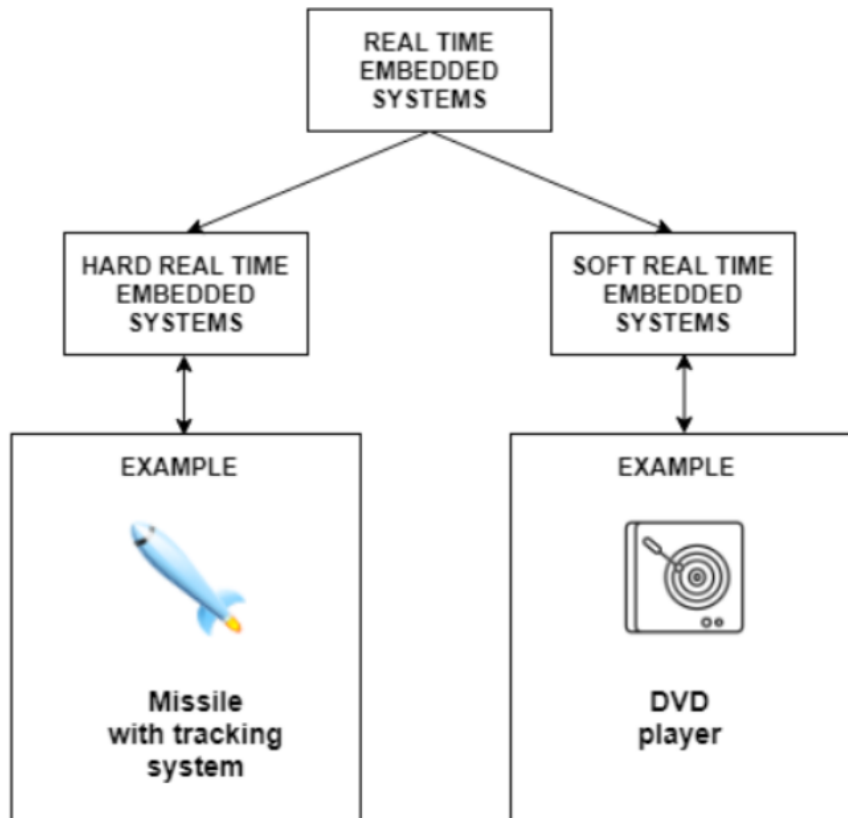 REAL TIME
EMBEDDED
SYSTEMS
HARD REAL TIME
EMBEDDED
SYSTEMS
SOFT REAL TIME
EMBEDDED
SYSTEMS
EXAMPLE
Missile
with tracking
system
EXAMPLE
DVD
player